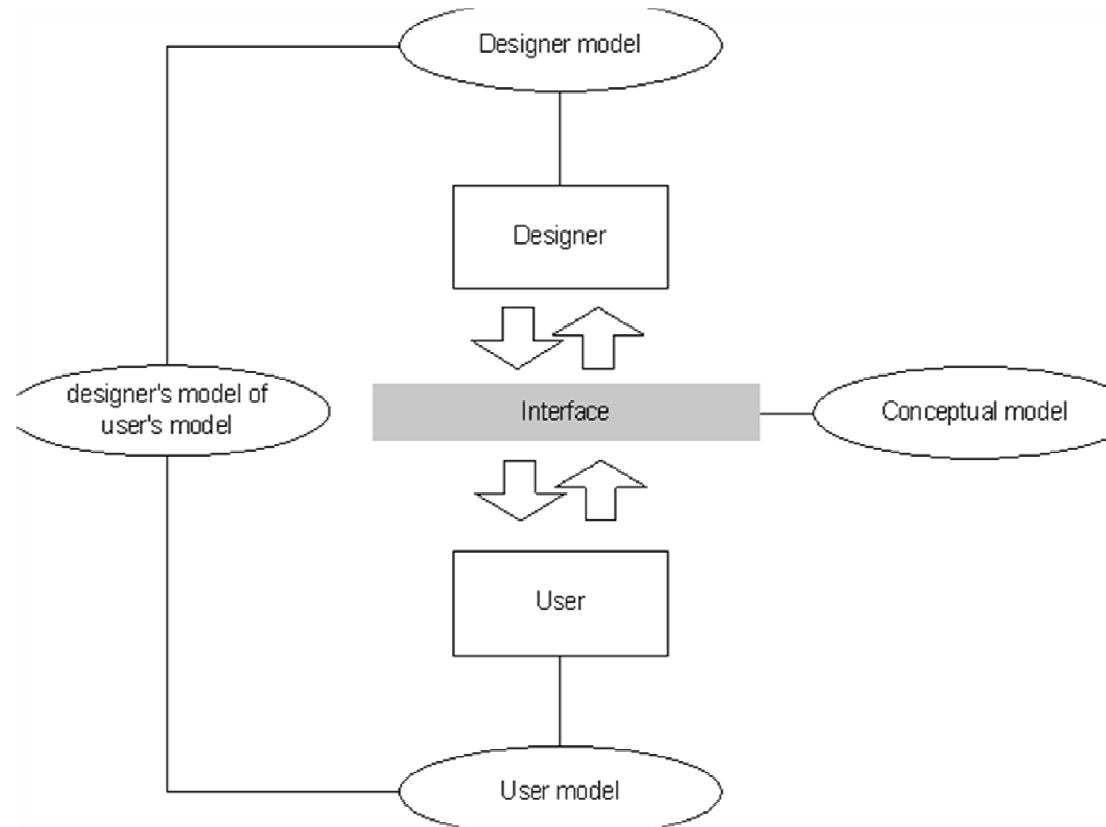 Designer model
Designer
designer's model of
user's model
Interface
Conceptual model
User
User model